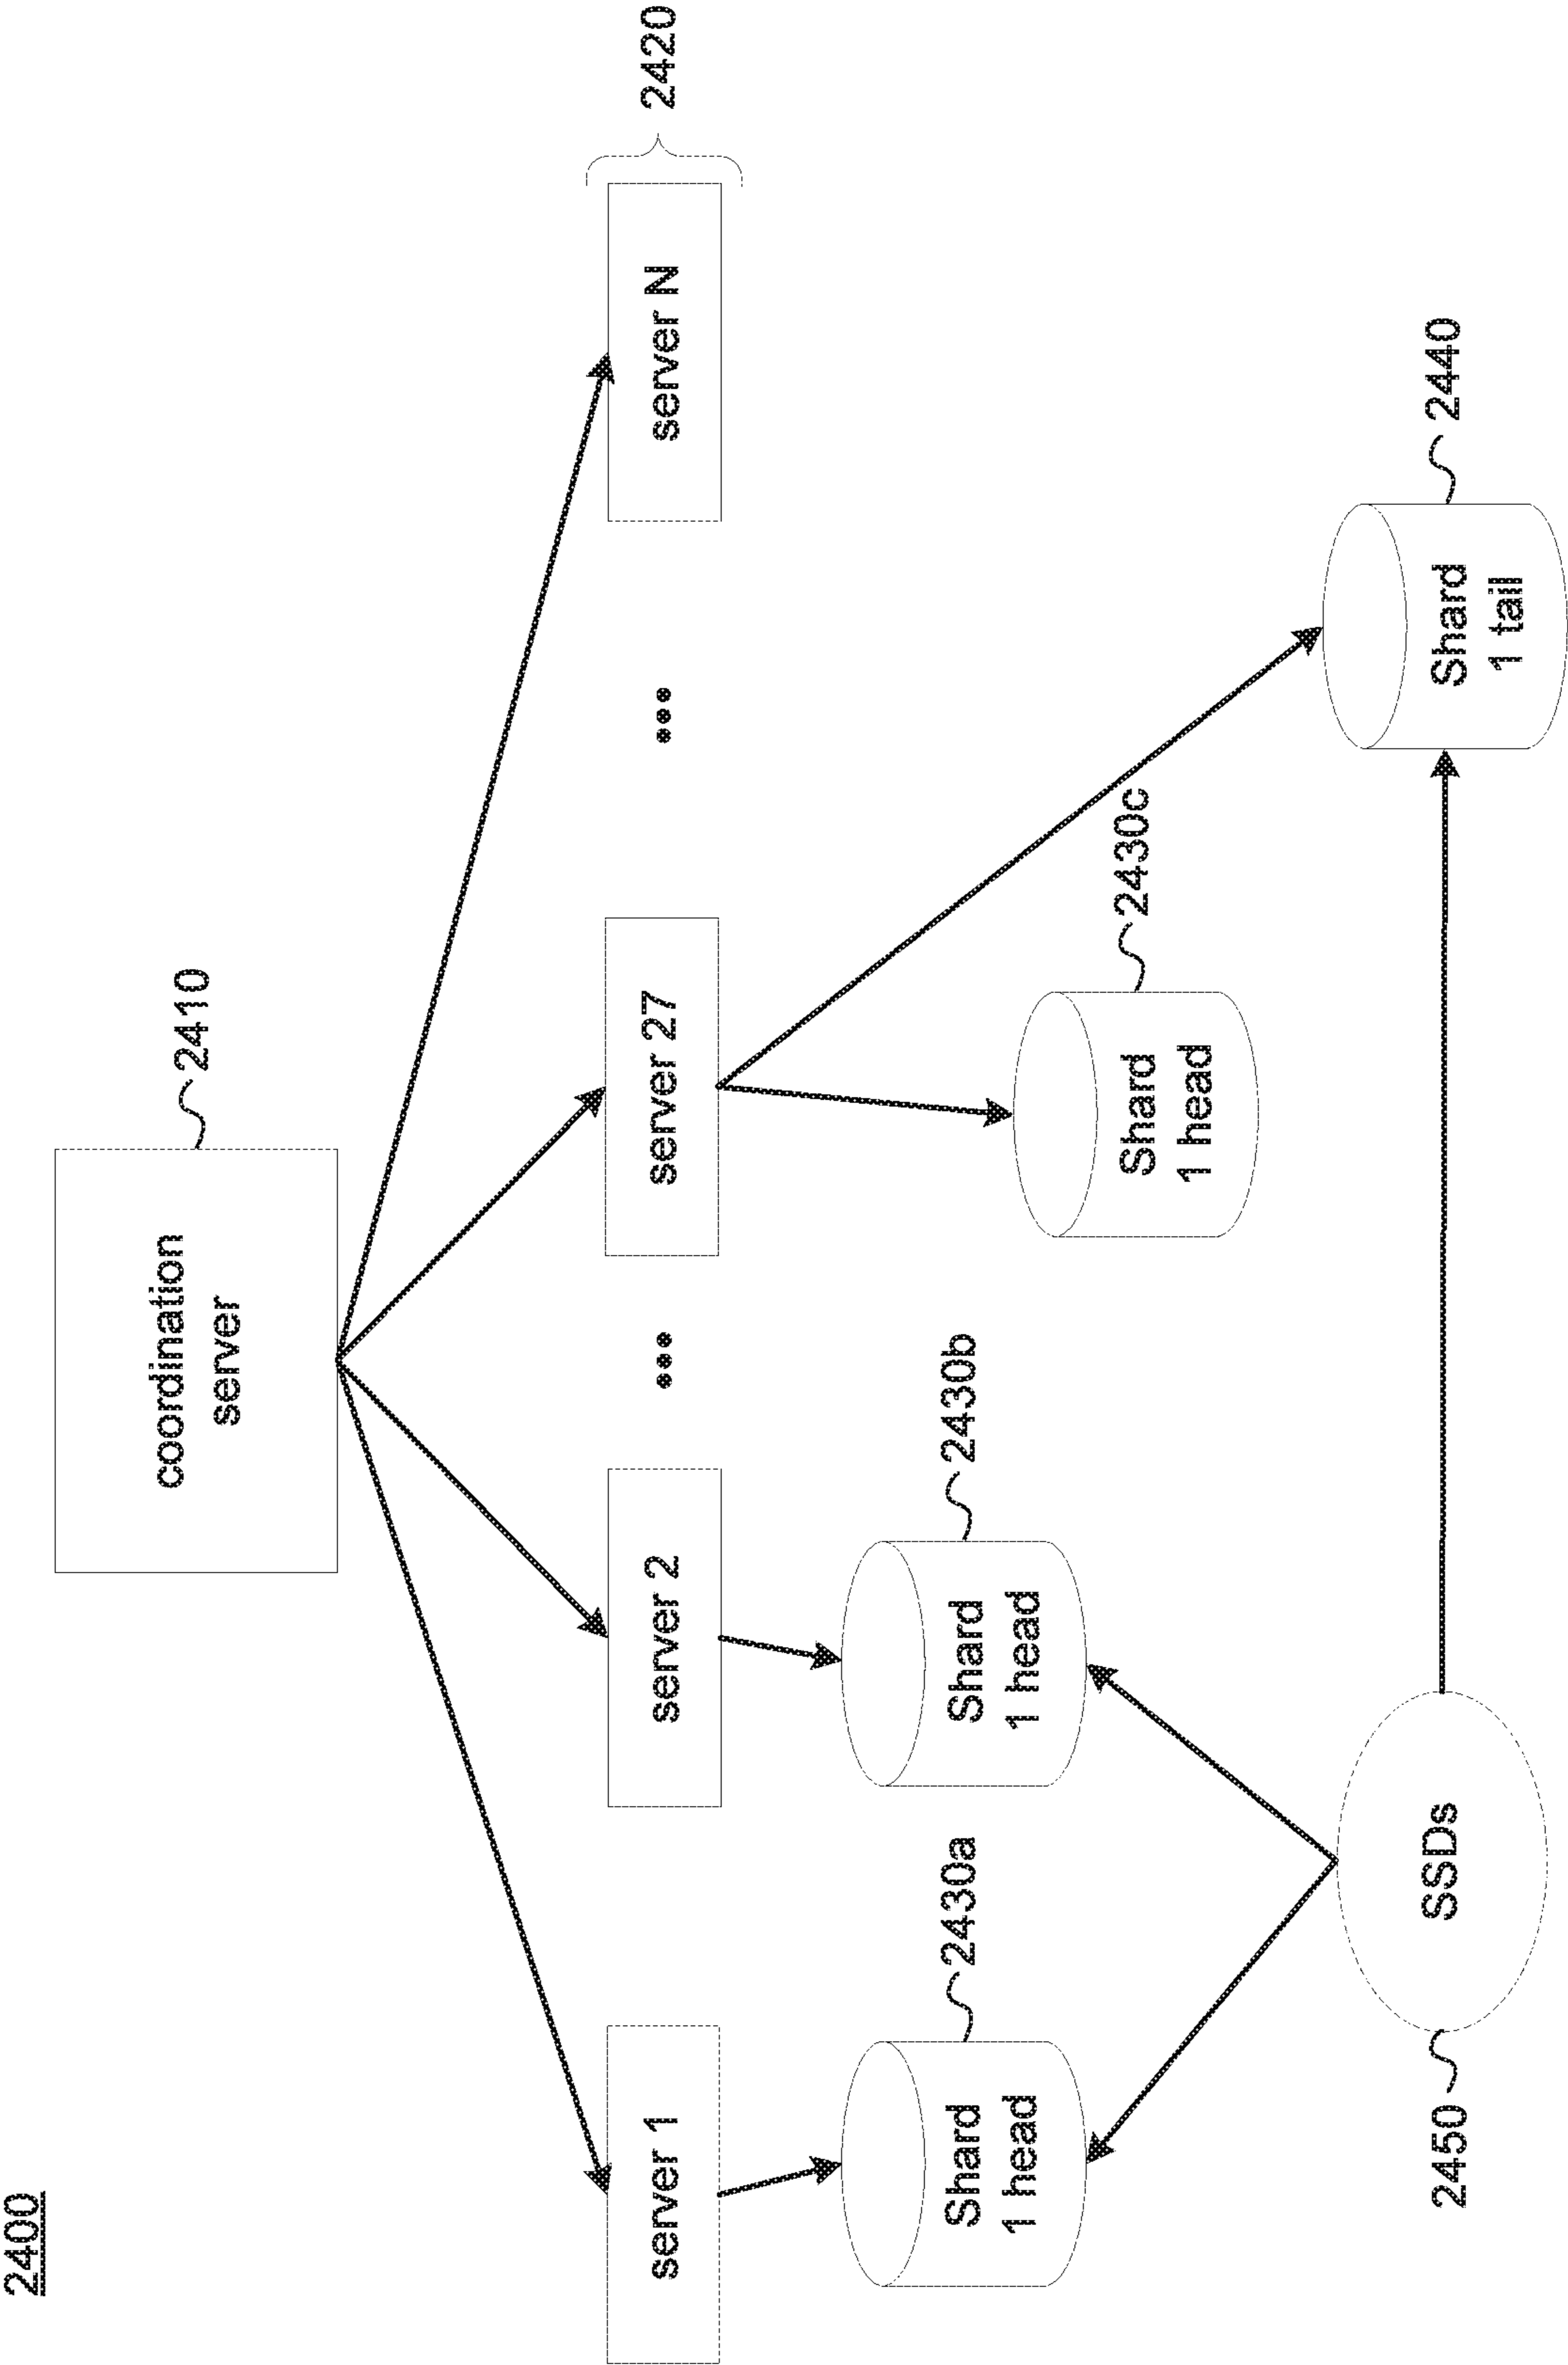 2400
coordination
server
2410
server 1
server 2
...
server 27
...
server N
2420
Shard
1 head
2430a
Shard
1 head
2430b
Shard
1 head
2430c
Shard
1 tail
2440
SSDs
2450